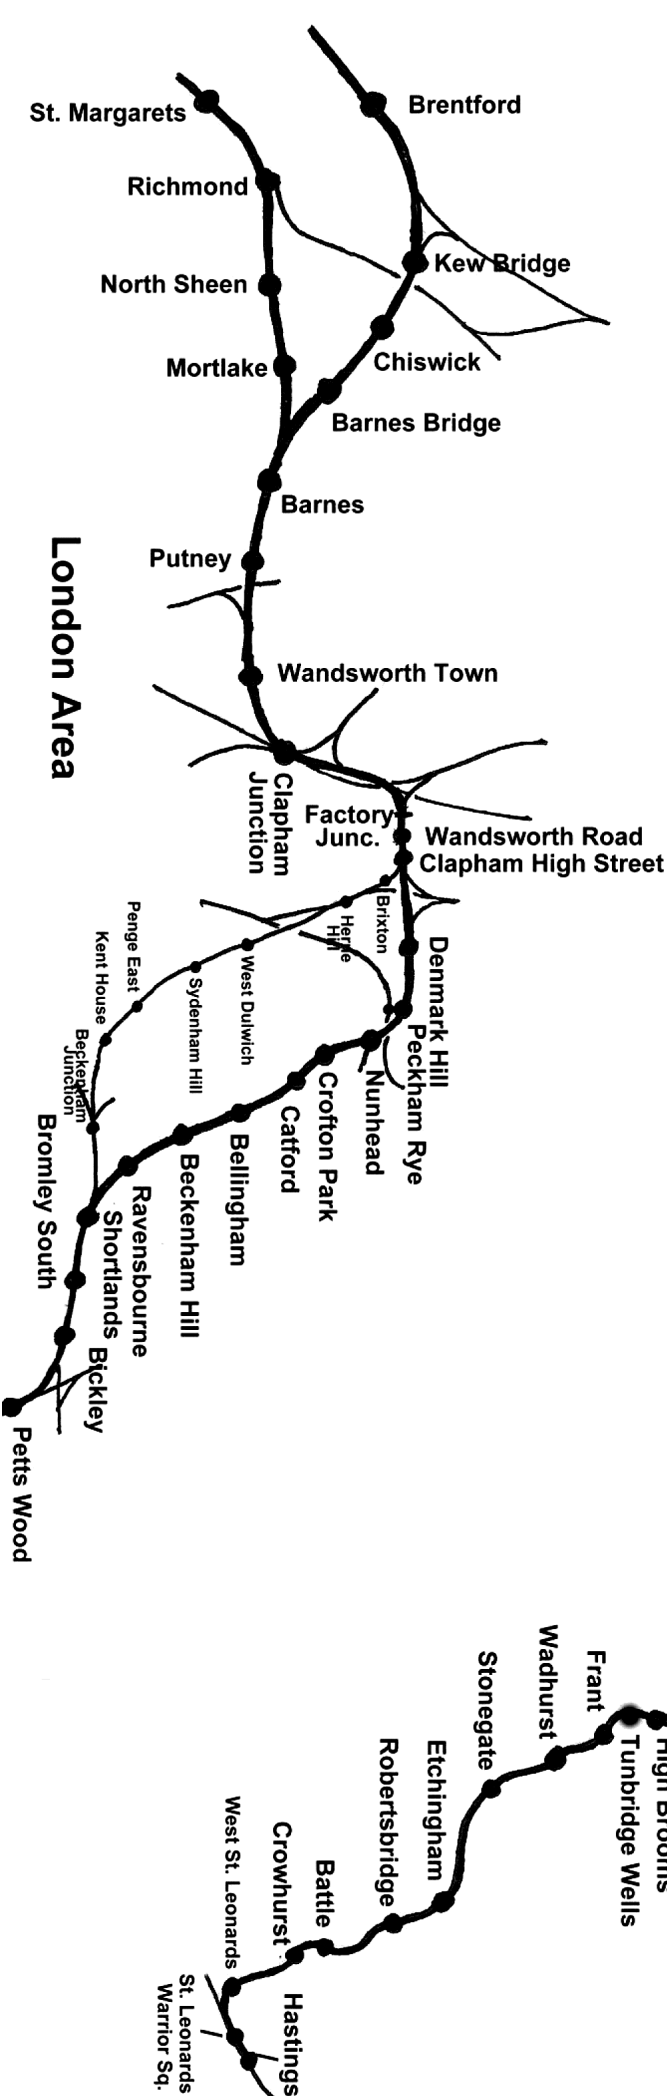 Brentford
St. Margarets
Richmond
Kew Bridge
North Sheen
Chiswick
Mortlake
Barnes Bridge
Barnes
London Area
Putney
Wandsworth Town
Clapham
Junction
Factory
Junc.
Wandsworth Road
Clapham High Street
Brixton
Herne
Hill
Denmark Hill
West Dulwich
Sydenham Hill
Penge East
Kent House
Beckenham
Junction
Peckham Rye
Nunhead
Crofton Park
Catford
Bellingham
Beckenham Hill
Ravensbourne
Shortlands
Bromley South
Bickley
Petts Wood
High Brooms
Tunbridge Wells
Frant
Wadhurst
Stonegate
Etchingham
Robertsbridge
Battle
Crowhurst
West St. Leonards
St. Leonards
Warrior Sq.
Hastings